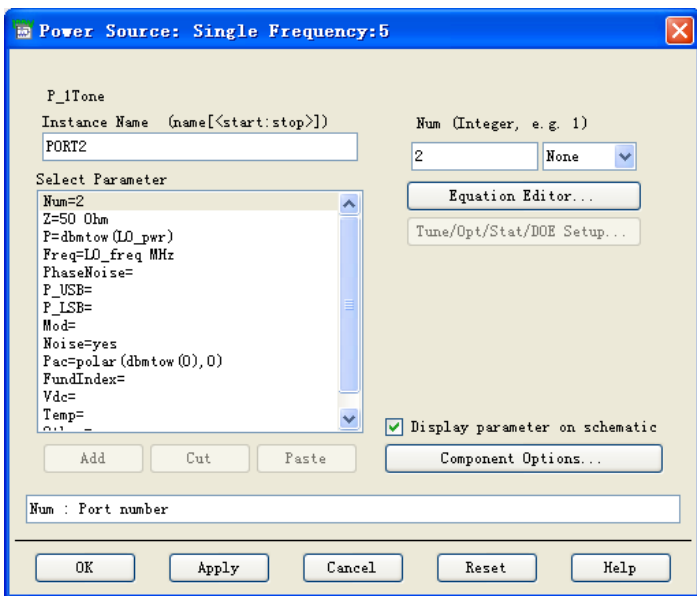 Power Source: Single Frequency:5
P_1Tone
Instance Name (name[<start:stop>])
PORT2
Select Parameter
Num=2
Z=50 Ohm
P=dbmtow(LO_pwr)
Freq=LO_freq MHz
PhaseNoise=
P_USB=
P_LSB=
Mod=
Noise=yes
Pac=polar(dbmtow(0),0)
FundIndex=
Vdc=
Temp=
Add Cut Paste
Num (Integer, e.g. 1)
2 None
Equation Editor...
Tune/Opt/Stat/DOE Setup...
Display parameter on schematic
Component Options...
Num : Port number
OK Apply Cancel Reset Help